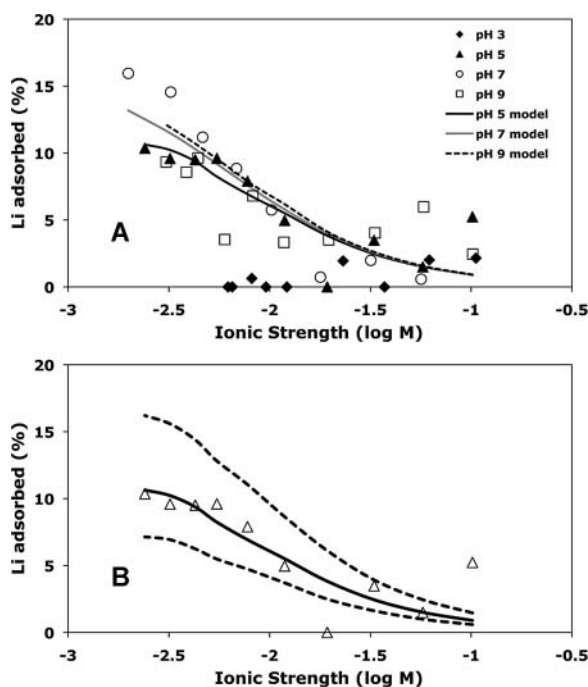 20
15
10
5
0
Li adsorbed (%)
A
pH 3
pH 5
pH 7
pH 9
pH 5 model
pH 7 model
pH 9 model
-3 -2.5 -2 -1.5 -1 -0.5
Ionic Strength (log M)
20
15
10
5
0
Li adsorbed (%)
B
-3 -2.5 -2 -1.5 -1 -0.5
Ionic Strength (log M)